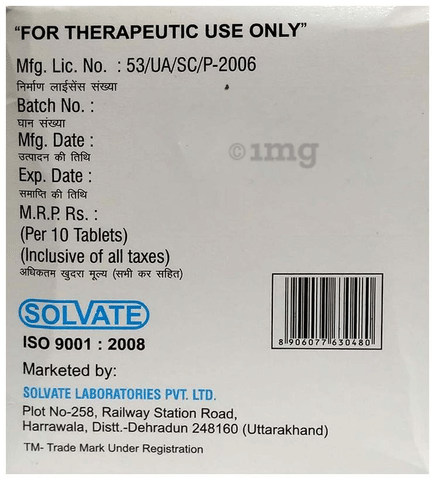 "FOR THERAPEUTIC USE ONLY"
Mfg. Lic. No. : 53/UA/SC/P-2006
निर्माण लाईसेंस संख्या
Batch No. :
घान संख्या
Mfg. Date :
उत्पादन की तिथि
©1mg
Exp. Date :
समाप्ति की तिथि
M.R.P. Rs. :
(Per 10 Tablets)
(Inclusive of all taxes)
अधिकतम खुदरा मूल्य (सभी कर सहित)
SOLVATE
ISO 9001 : 2008
8 906077 630480
Marketed by:
SOLVATE LABORATORIES PVT. LTD.
Plot No-258, Railway Station Road,
Harrawala, Distt.-Dehradun 248160 (Uttarakhand)
TM- Trade Mark Under Registration